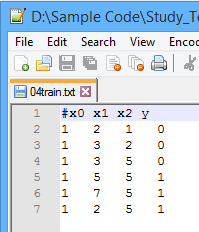 D:\Sample Code\Study_Te
File Edit Search View Encod
04train.txt
1 #x0 x1 x2 y
2 1 2 1 0
3 1 3 2 0
4 1 3 5 0
5 1 5 5 1
6 1 7 5 1
7 1 2 5 1